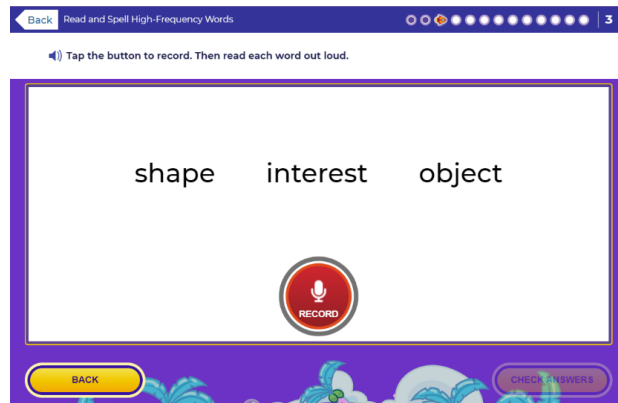 Back Read and Spell High-Frequency Words 3
Tap the button to record. Then read each word out loud.
shape interest object
RECORD
BACK CHECK ANSWERS